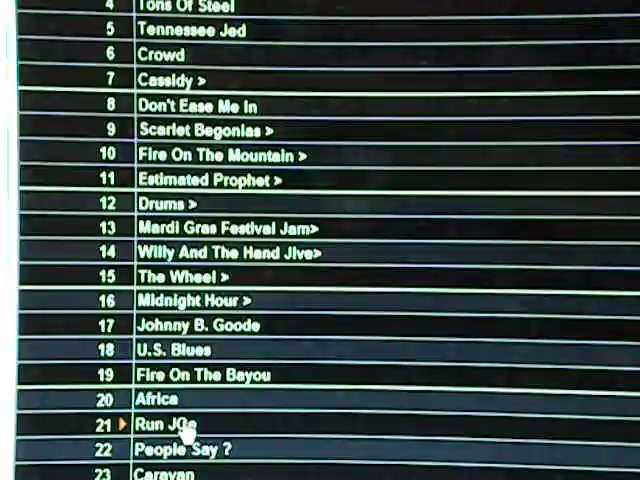 4 Tons Of Steel
5 Tennessee Jed
6 Crowd
7 Cassidy >
8 Don't Ease Me In
9 Scarlet Begonias >
10 Fire On The Mountain >
11 Estimated Prophet >
12 Drums >
13 Mardi Gras Festival Jam>
14 Willy And The Hand Jive>
15 The Wheel >
16 Midnight Hour >
17 Johnny B. Goode
18 U.S. Blues
19 Fire On The Bayou
20 Africa
21 Run
22 People Say ?
23 Caravan